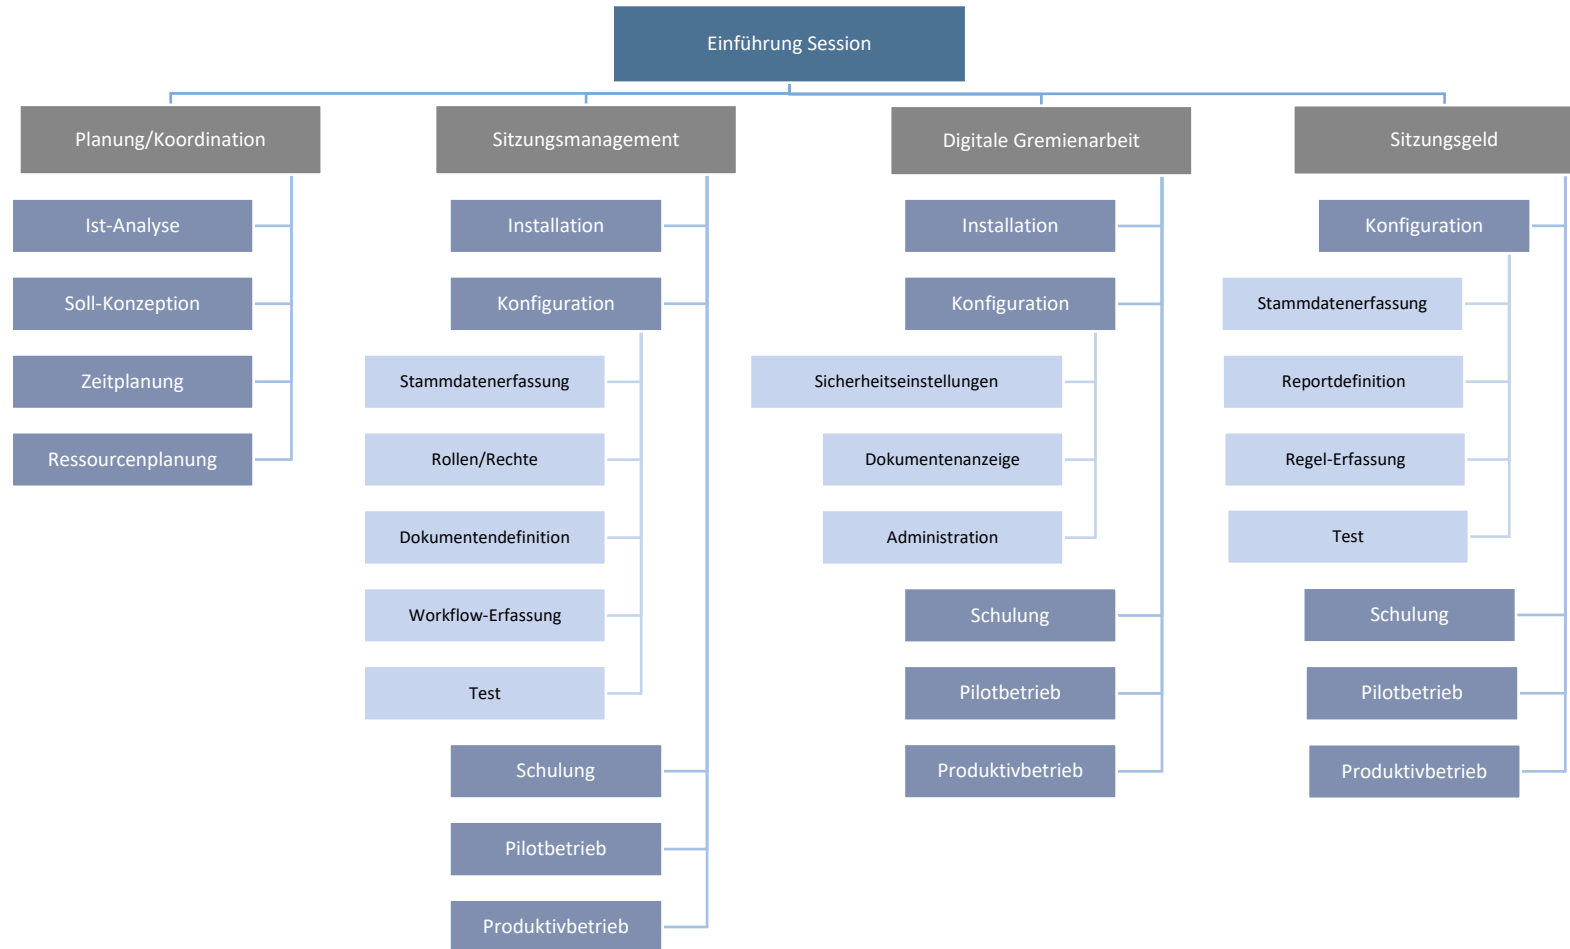 Einführung Session
Planung/Koordination
Ist-Analyse
Soll-Konzeption
Zeitplanung
Ressourcenplanung
Sitzungsmanagement
Installation
Konfiguration
Stammdatenerfassung
Rollen/Rechte
Dokumentendefinition
Workflow-Erfassung
Test
Schulung
Pilotbetrieb
Produktivbetrieb
Digitale Gremienarbeit
Installation
Konfiguration
Sicherheitseinstellungen
Dokumentenanzeige
Administration
Schulung
Pilotbetrieb
Produktivbetrieb
Sitzungsgeld
Konfiguration
Stammdatenerfassung
Reportdefinition
Regel-Erfassung
Test
Schulung
Pilotbetrieb
Produktivbetrieb